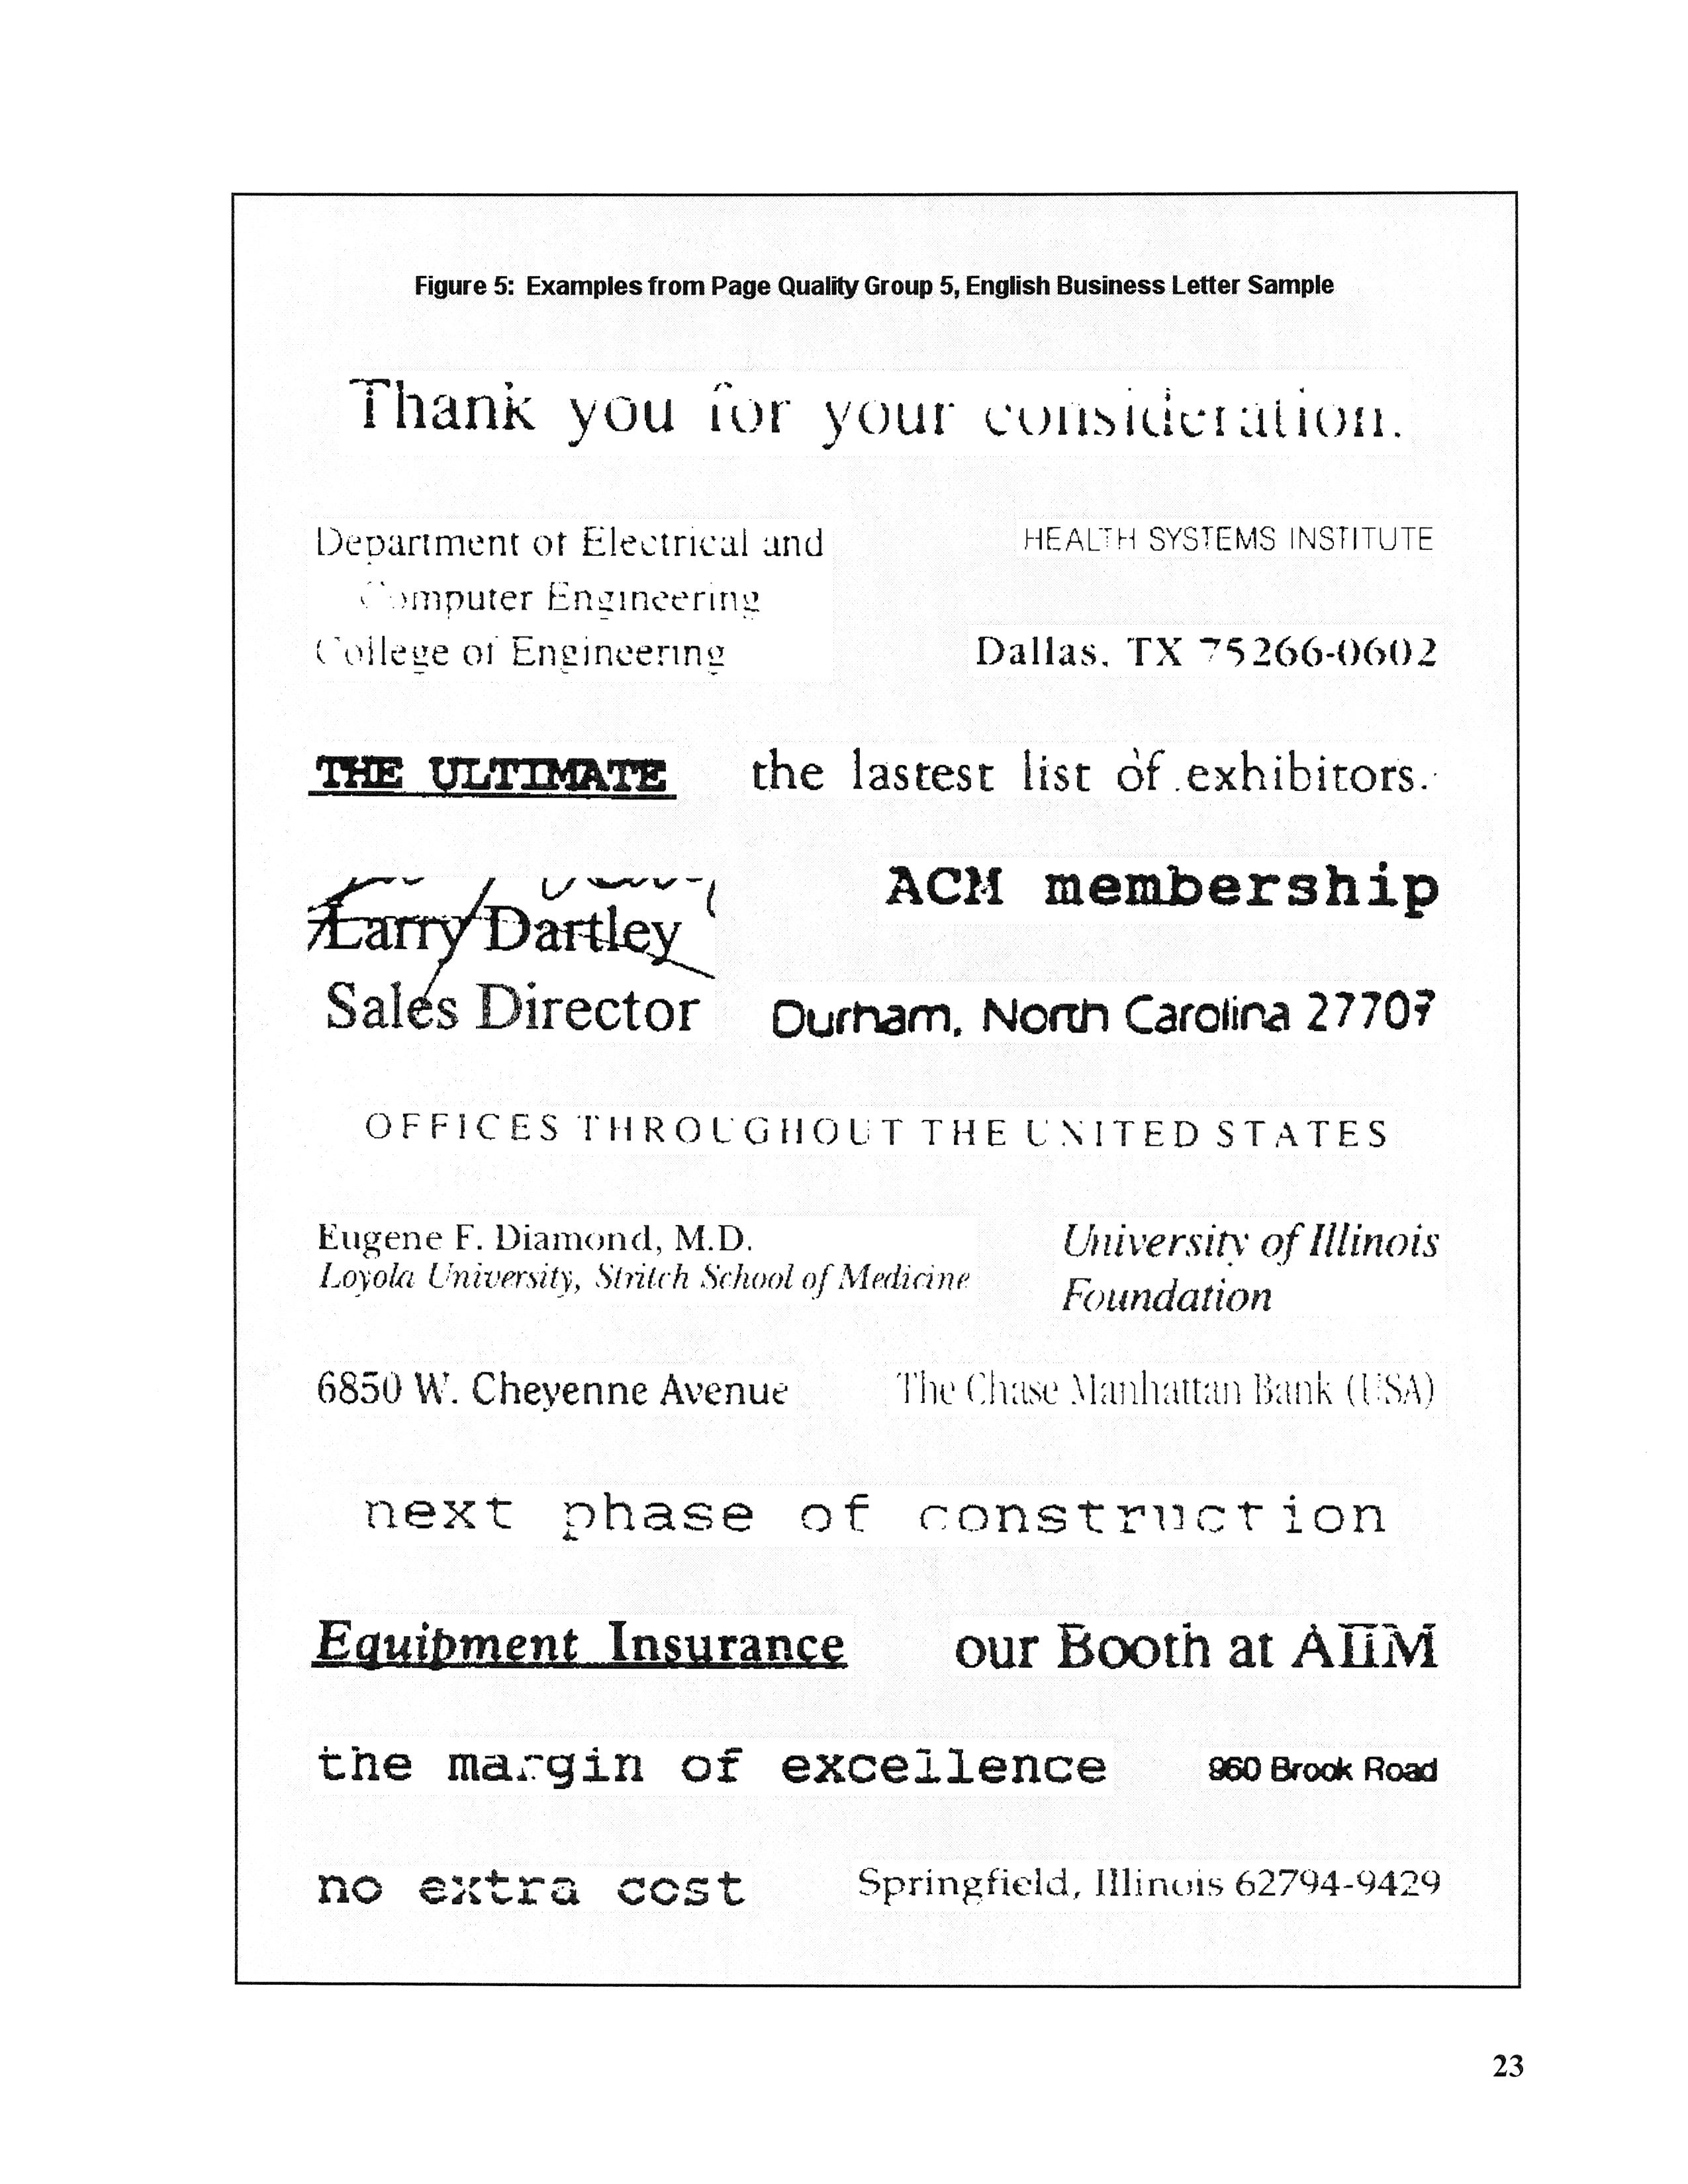 Figure 5: Examples from Page Quality Group 5, English Business Letter Sample
Thank you for your consideration.
Department of Electrical and
Computer Engineering
College of Engineering
HEALTH SYSTEMS INSTITUTE
Dallas, TX 75266-0602
THE ULTIMATE
the lastest list of exhibitors.
Larry Dartley
Sales Director
ACM membership
Durham, North Carolina 27707
OFFICES THROUGHOUT THE UNITED STATES
Eugene F. Diamond, M.D.
Loyola University, Stritch School of Medicine
University of Illinois
Foundation
6850 W. Cheyenne Avenue
The Chase Manhattan Bank (USA)
next phase of construction
Equipment Insurance
our Booth at AIIM
the margin of excellence
960 Brook Road
no extra cost
Springfield, Illinois 62794-9429
23